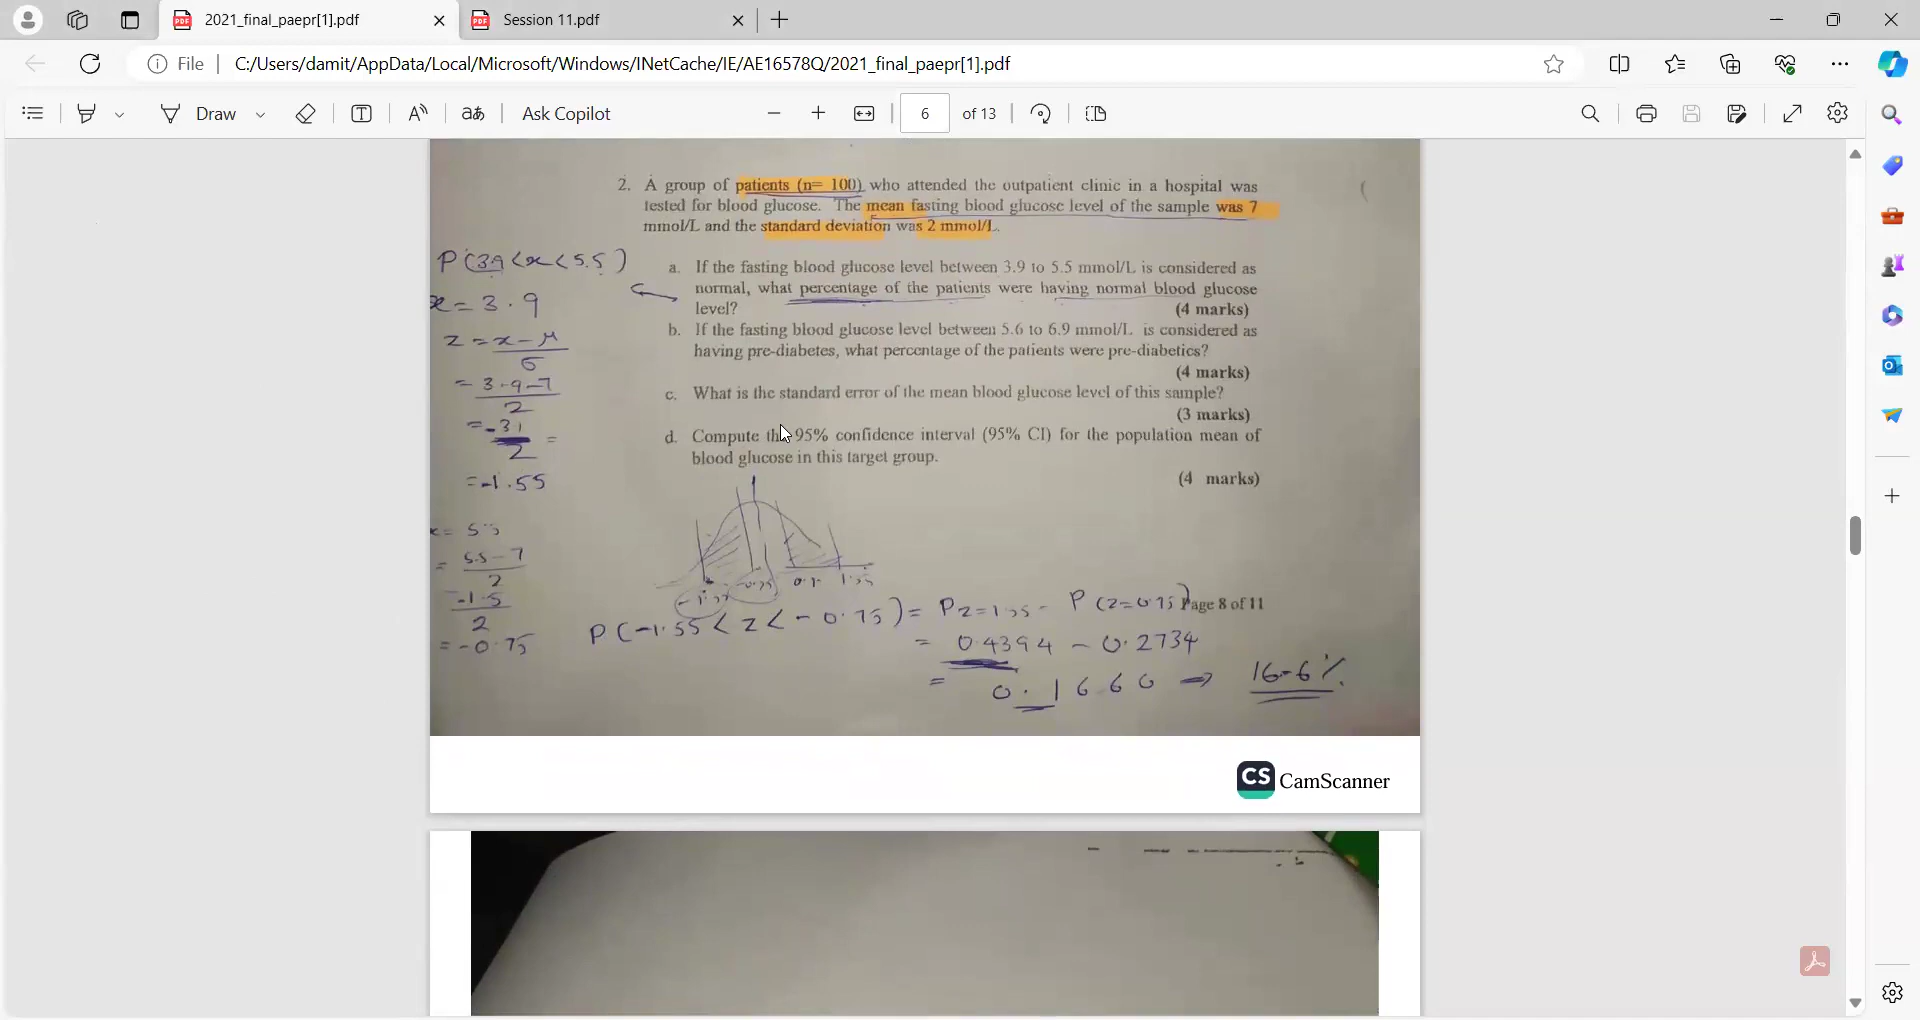 2021_final_paepr[1].pdf
Session 11.pdf
File
C:/Users/damit/AppData/Local/Microsoft/Windows/INetCache/IE/AE16578Q/2021_final_paepr[1].pdf
Draw
aあ
Ask Copilot
6
of 13
2. A group of patients (n= 100) who attended the outpatient clinic in a hospital was
tested for blood glucose. The mean fasting blood glucose level of the sample was 7
mmol/L and the standard deviation was 2 mmol/L.
P(3.9<x<5.5)
a. If the fasting blood glucose level between 3.9 to 5.5 mmol/L is considered as
normal, what percentage of the patients were having normal blood glucose
level? (4 marks)
x = 3.9
b. If the fasting blood glucose level between 5.6 to 6.9 mmol/L is considered as
having pre-diabetes, what percentage of the patients were pre-diabetics?
(4 marks)
c. What is the standard error of the mean blood glucose level of this sample?
(3 marks)
d. Compute the 95% confidence interval (95% CI) for the population mean of
blood glucose in this target group.
(4 marks)
z = x-μ
σ
= 3.9-7
2
= -3.1 =
2
= -1.55
5.5-7
2
-1.5
2
= -0.75
P(-1.55<z<-0.75) = Pz=1.55 - P(z=0.75)
Page 8 of 11
= 0.4394 - 0.2734
= 0.1660 → 16.6%
CS CamScanner